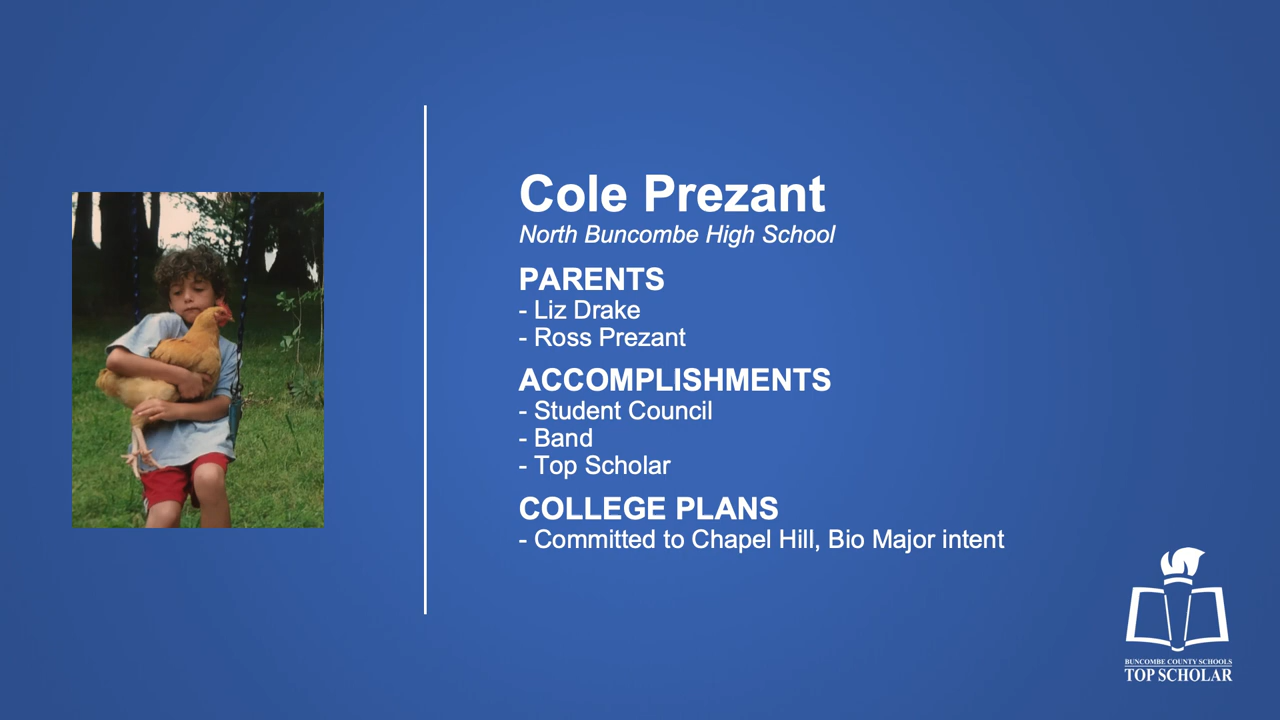 Cole Prezant
North Buncombe High School
PARENTS
- Liz Drake
- Ross Prezant
ACCOMPLISHMENTS
- Student Council
- Band
- Top Scholar
COLLEGE PLANS
- Committed to Chapel Hill, Bio Major intent
BUNCOMBE COUNTY SCHOOLS
TOP SCHOLAR